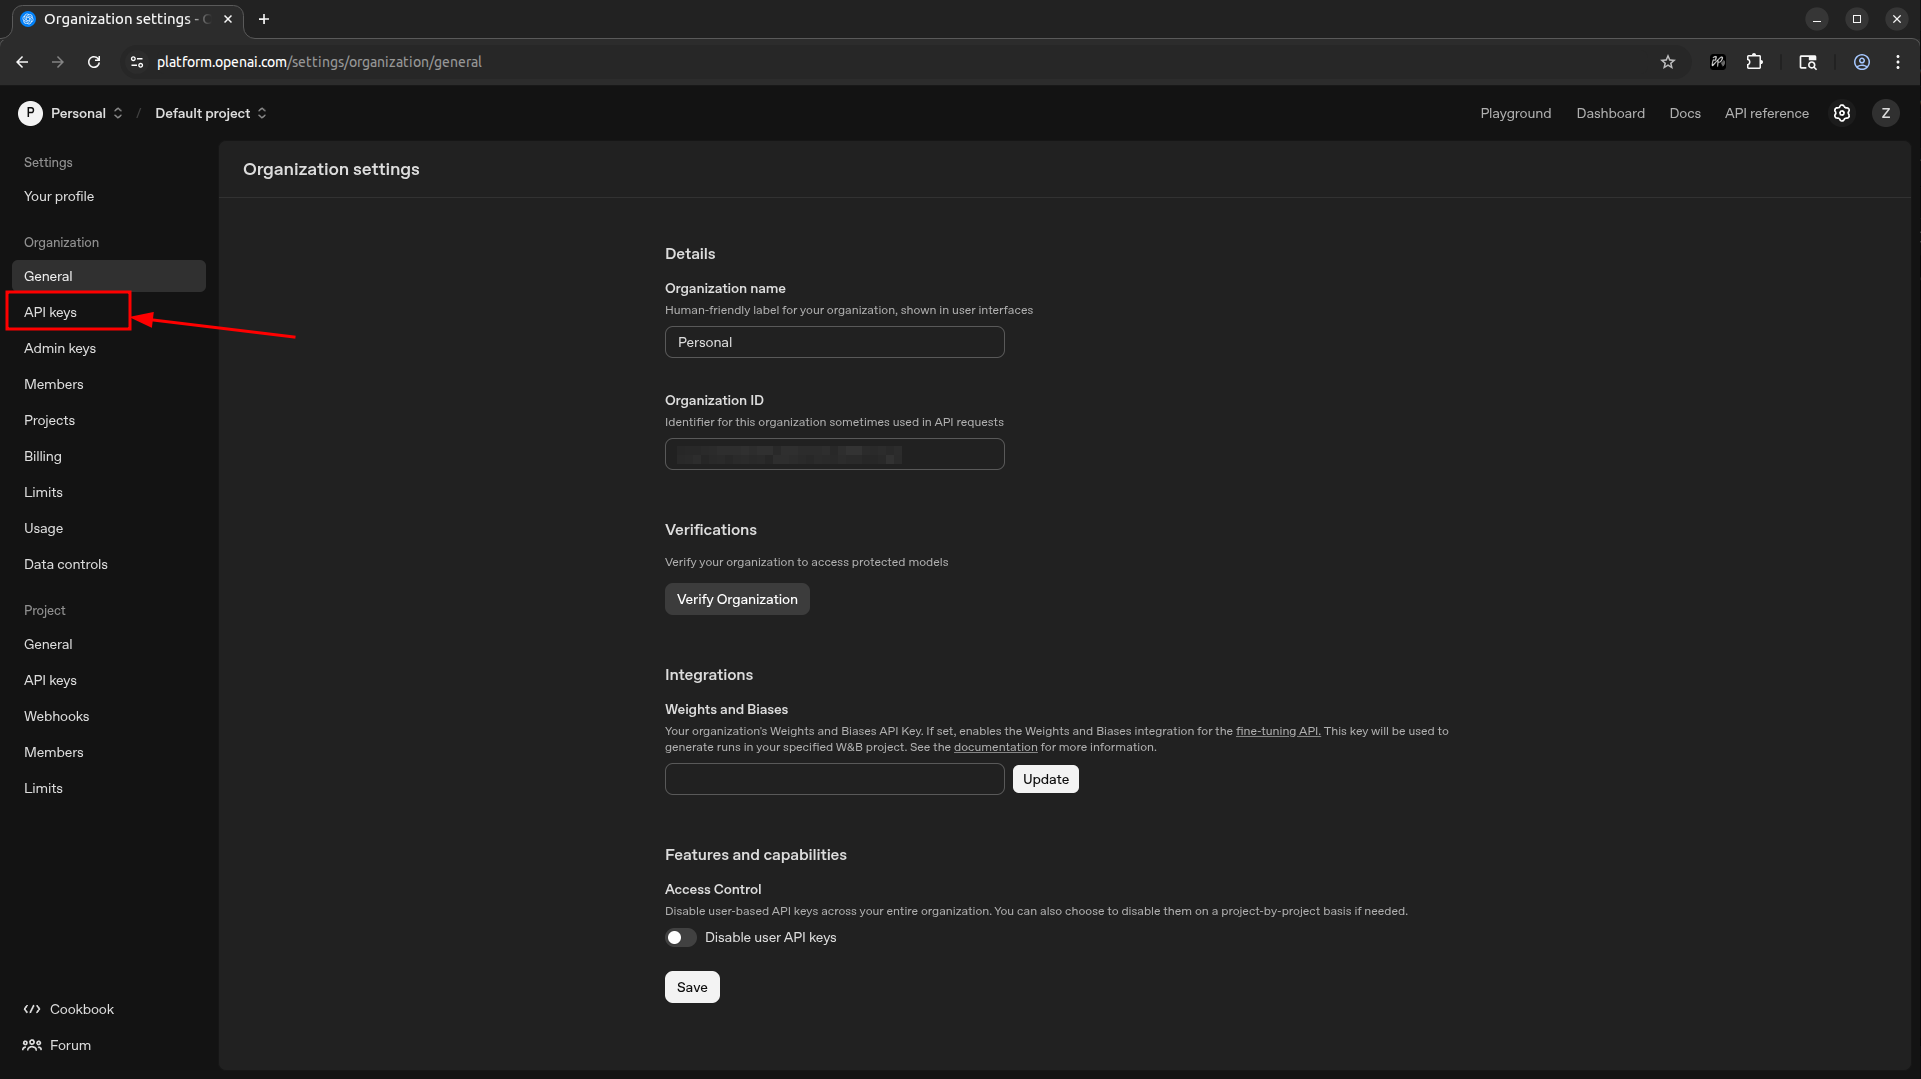 Organization settings -
platform.openai.com/settings/organization/general
P Personal / Default project
Playground Dashboard Docs API reference Z
Settings
Your profile
Organization
General
API keys
Admin keys
Members
Projects
Billing
Limits
Usage
Data controls
Project
General
API keys
Webhooks
Members
Limits
Cookbook
Forum
Organization settings
Details
Organization name
Human-friendly label for your organization, shown in user interfaces
Personal
Organization ID
Identifier for this organization sometimes used in API requests
Verifications
Verify your organization to access protected models
Verify Organization
Integrations
Weights and Biases
Your organization's Weights and Biases API Key. If set, enables the Weights and Biases integration for the fine-tuning API. This key will be used to
generate runs in your specified W&B project. See the documentation for more information.
Update
Features and capabilities
Access Control
Disable user-based API keys across your entire organization. You can also choose to disable them on a project-by-project basis if needed.
Disable user API keys
Save